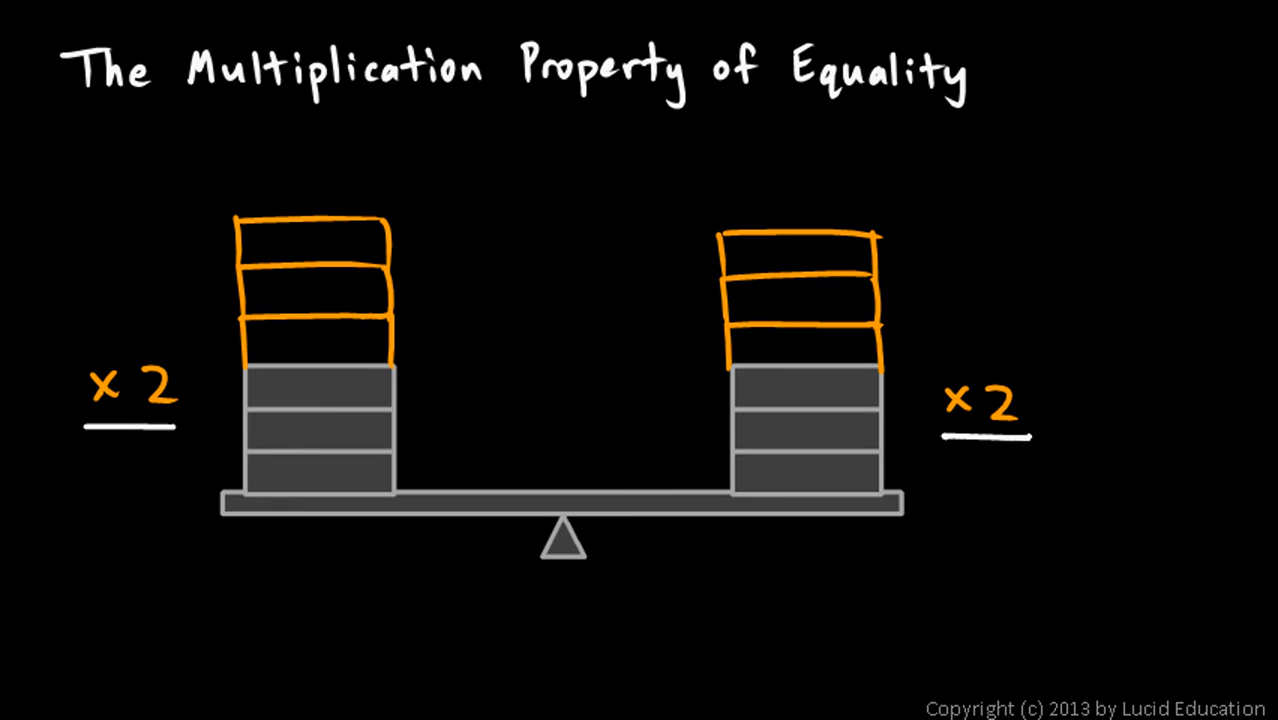 The Multiplication Property of Equality
x 2
x 2
Copyright (c) 2013 by Lucid Education